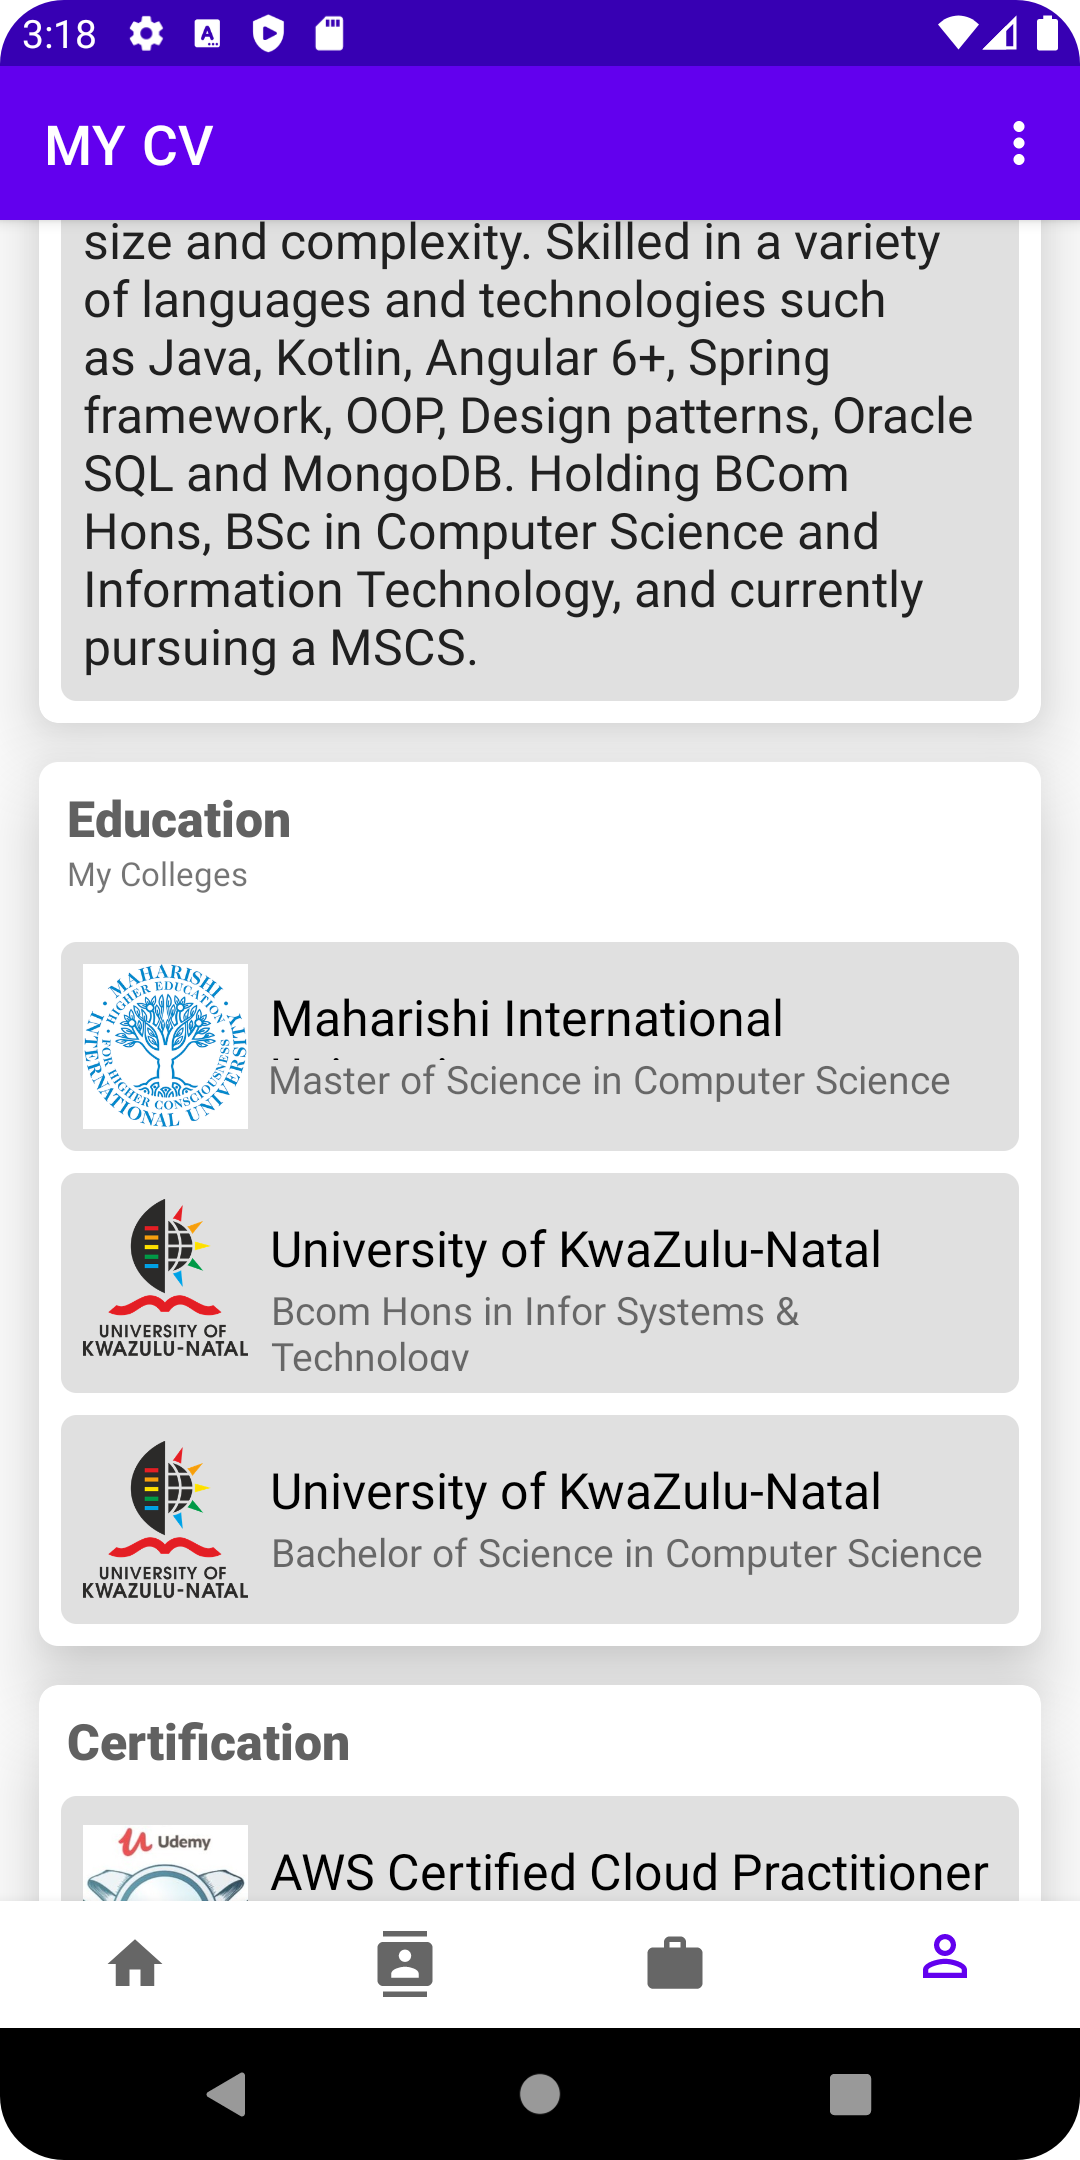 3:18
MY CV
size and complexity. Skilled in a variety
of languages and technologies such
as Java, Kotlin, Angular 6+, Spring
framework, OOP, Design patterns, Oracle
SQL and MongoDB. Holding BCom
Hons, BSc in Computer Science and
Information Technology, and currently
pursuing a MSCS.
Education
My Colleges
MAHARISHI INTERNATIONAL UNIVERSITY
HIGHER EDUCATION FOR HIGHER CONSCIOUSNESS
Maharishi International
Master of Science in Computer Science
UNIVERSITY OF
KWAZULU-NATAL
University of KwaZulu-Natal
Bcom Hons in Infor Systems &
Technology
UNIVERSITY OF
KWAZULU-NATAL
University of KwaZulu-Natal
Bachelor of Science in Computer Science
Certification
Udemy
AWS Certified Cloud Practitioner